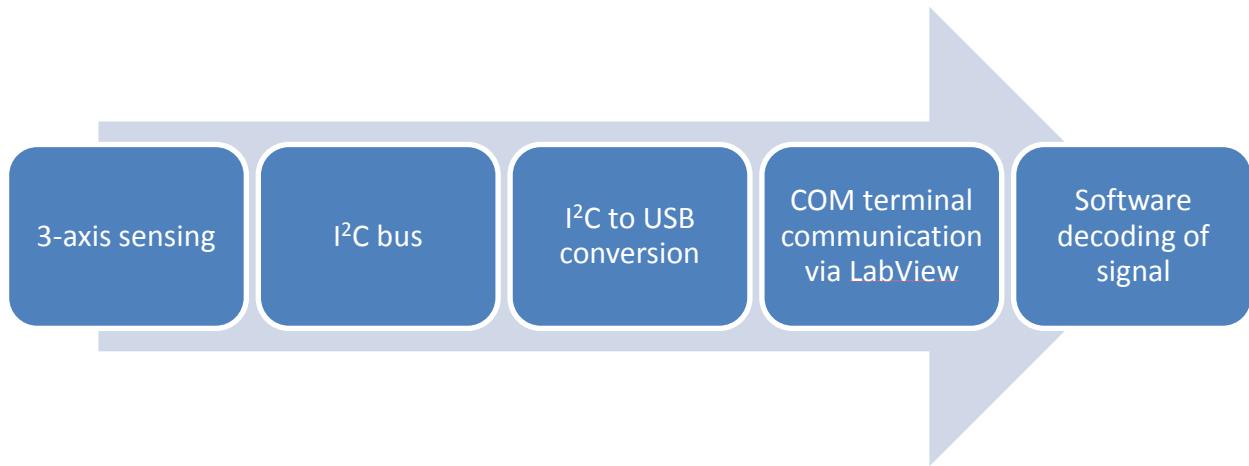 3-axis sensing
I²C bus
I²C to USB
conversion
COM terminal
communication
via LabView
Software
decoding of
signal